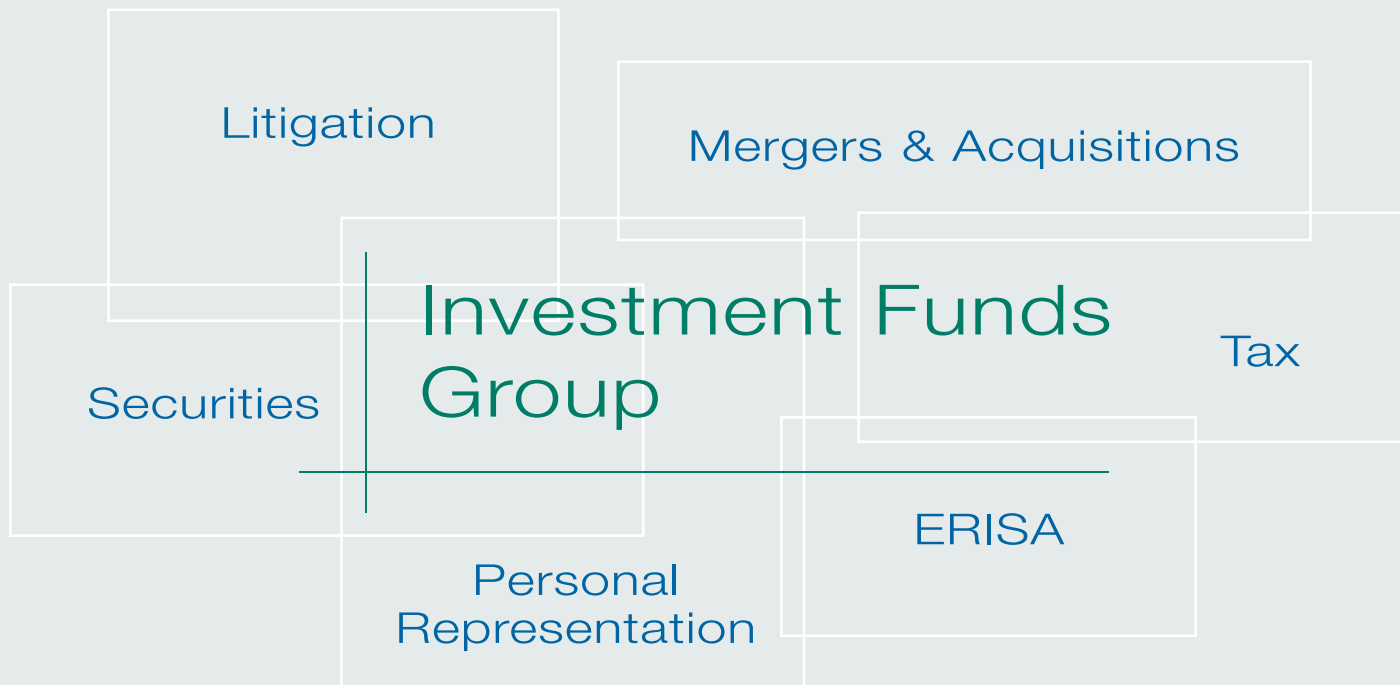 Litigation
Mergers & Acquisitions
Investment Funds
Group
Tax
Securities
ERISA
Personal
Representation